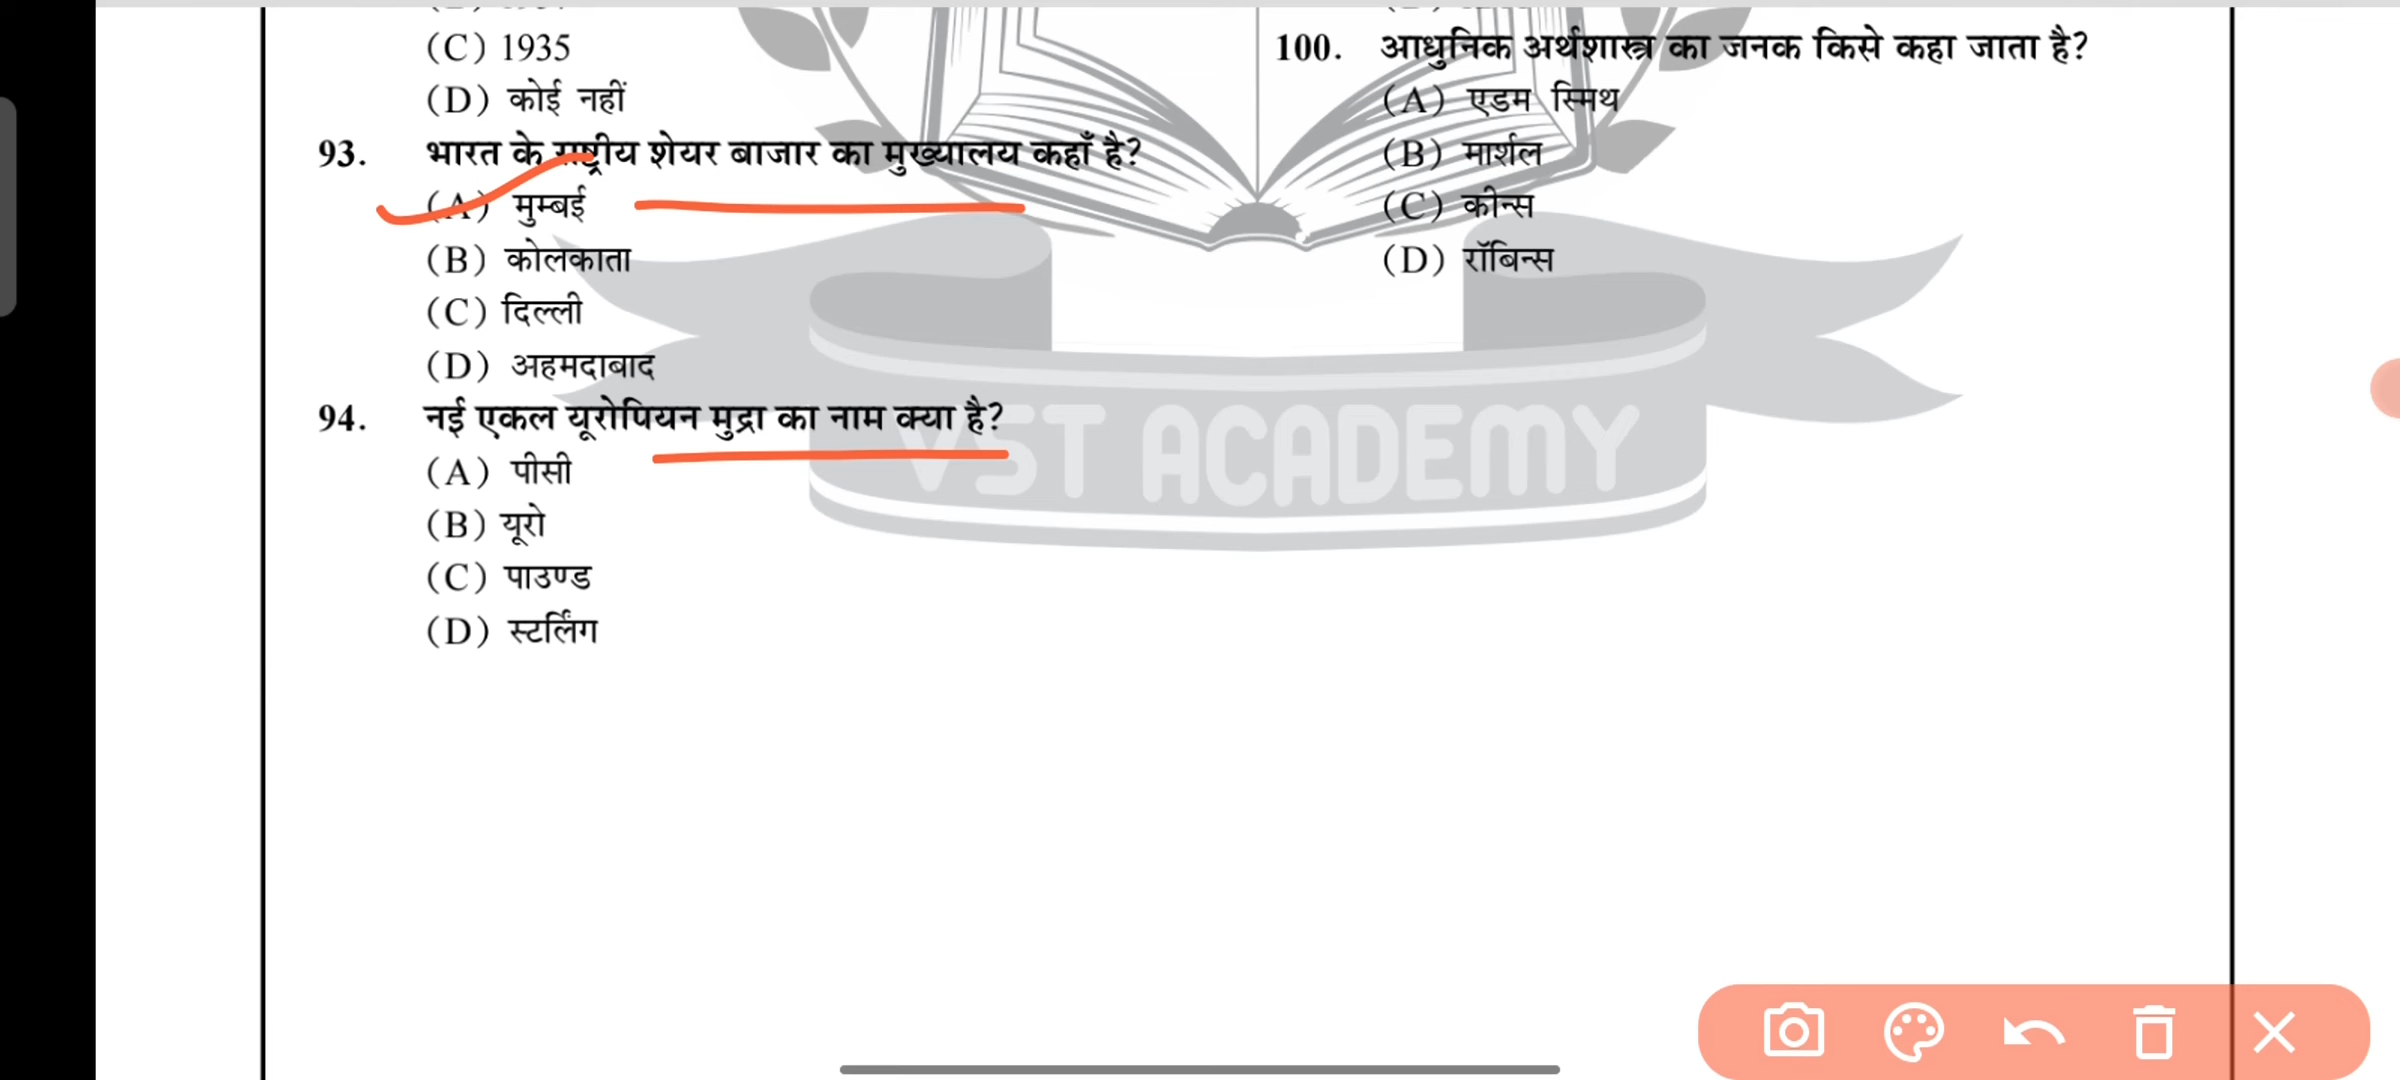 (C) 1935
(D) कोई नहीं
93. भारत के राष्ट्रीय शेयर बाजार का मुख्यालय कहाँ है?
(A) मुम्बई
(B) कोलकाता
(C) दिल्ली
(D) अहमदाबाद
94. नई एकल यूरोपियन मुद्रा का नाम क्या है?
(A) पीसी
(B) यूरो
(C) पाउण्ड
(D) स्टर्लिंग
100. आधुनिक अर्थशास्त्र का जनक किसे कहा जाता है?
(A) एडम स्मिथ
(B) मार्शल
(C) कीन्स
(D) रॉबिन्स
VST ACADEMY